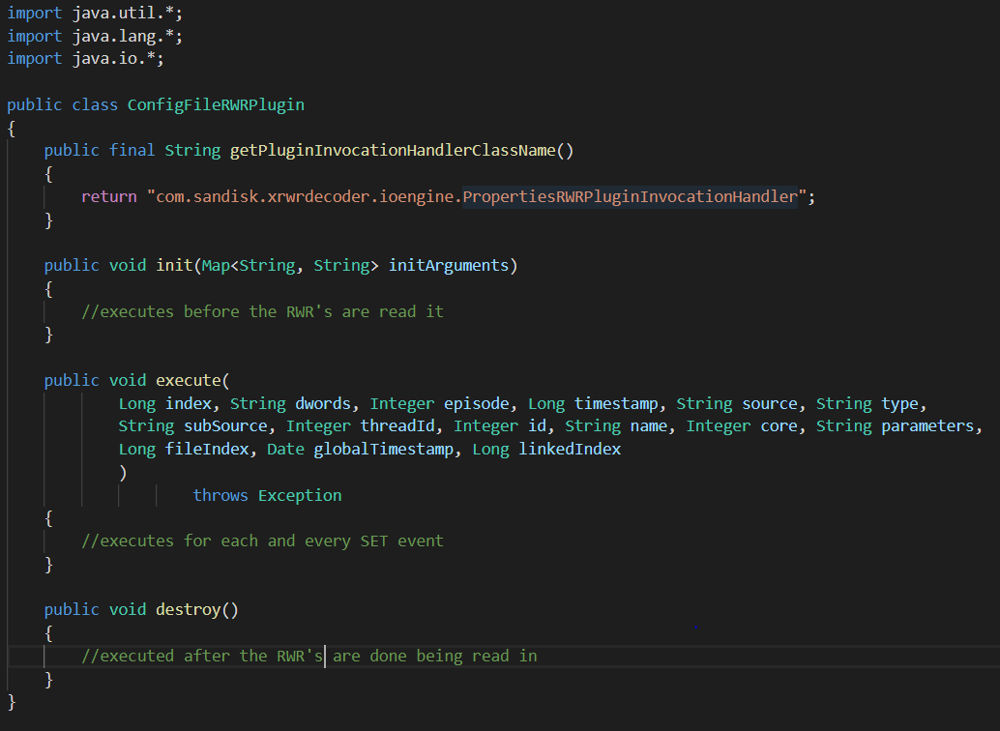 import java.util.*;
import java.lang.*;
import java.io.*;
public class ConfigFileRWRPlugin
{
public final String getPluginInvocationHandlerClassName()
{
return "com.sandisk.xrwrdecoder.ioengine.PropertiesRWRPluginInvocationHandler";
}
public void init(Map<String, String> initArguments)
{
//executes before the RWR's are read it
}
public void execute(
Long index, String dwords, Integer episode, Long timestamp, String source, String type,
String subSource, Integer threadId, Integer id, String name, Integer core, String parameters,
Long fileIndex, Date globalTimestamp, Long linkedIndex
)
throws Exception
{
//executes for each and every SET event
}
public void destroy()
{
//executed after the RWR's are done being read in
}
}